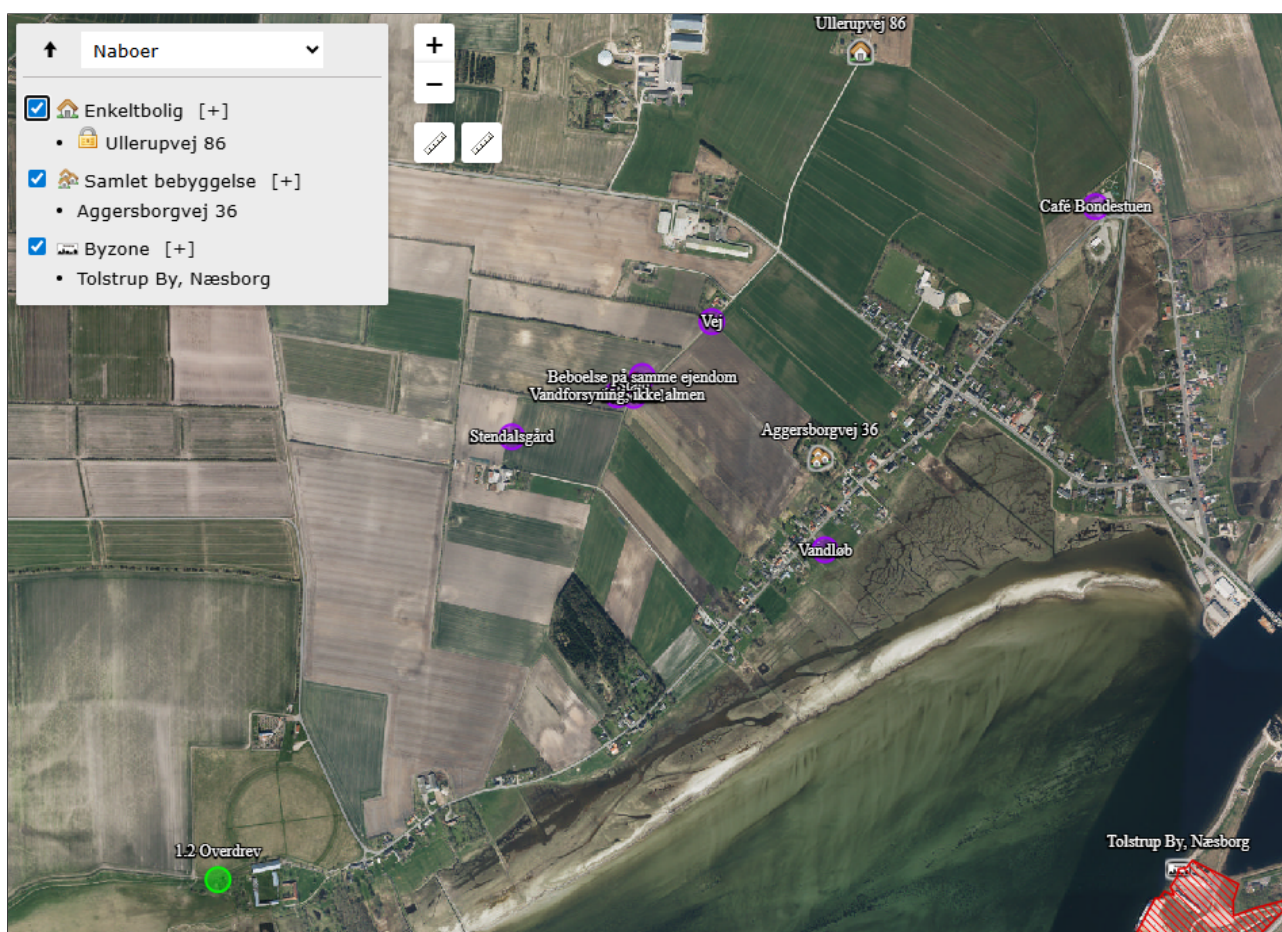 Naboer
Enkeltbolig [+]
Ullerupvej 86
Samlet bebyggelse [+]
Aggersborgvej 36
Byzone [+]
Tolstrup By, Næsborg
+
−
Ullerupvej 86
Café Bondestuen
Vej
Beboelse på samme ejendom
Vandforsyning, ikke almen
Stendalsgård
Aggersborgvej 36
Vandløb
1.2 Overdrev
Tolstrup By, Næsborg